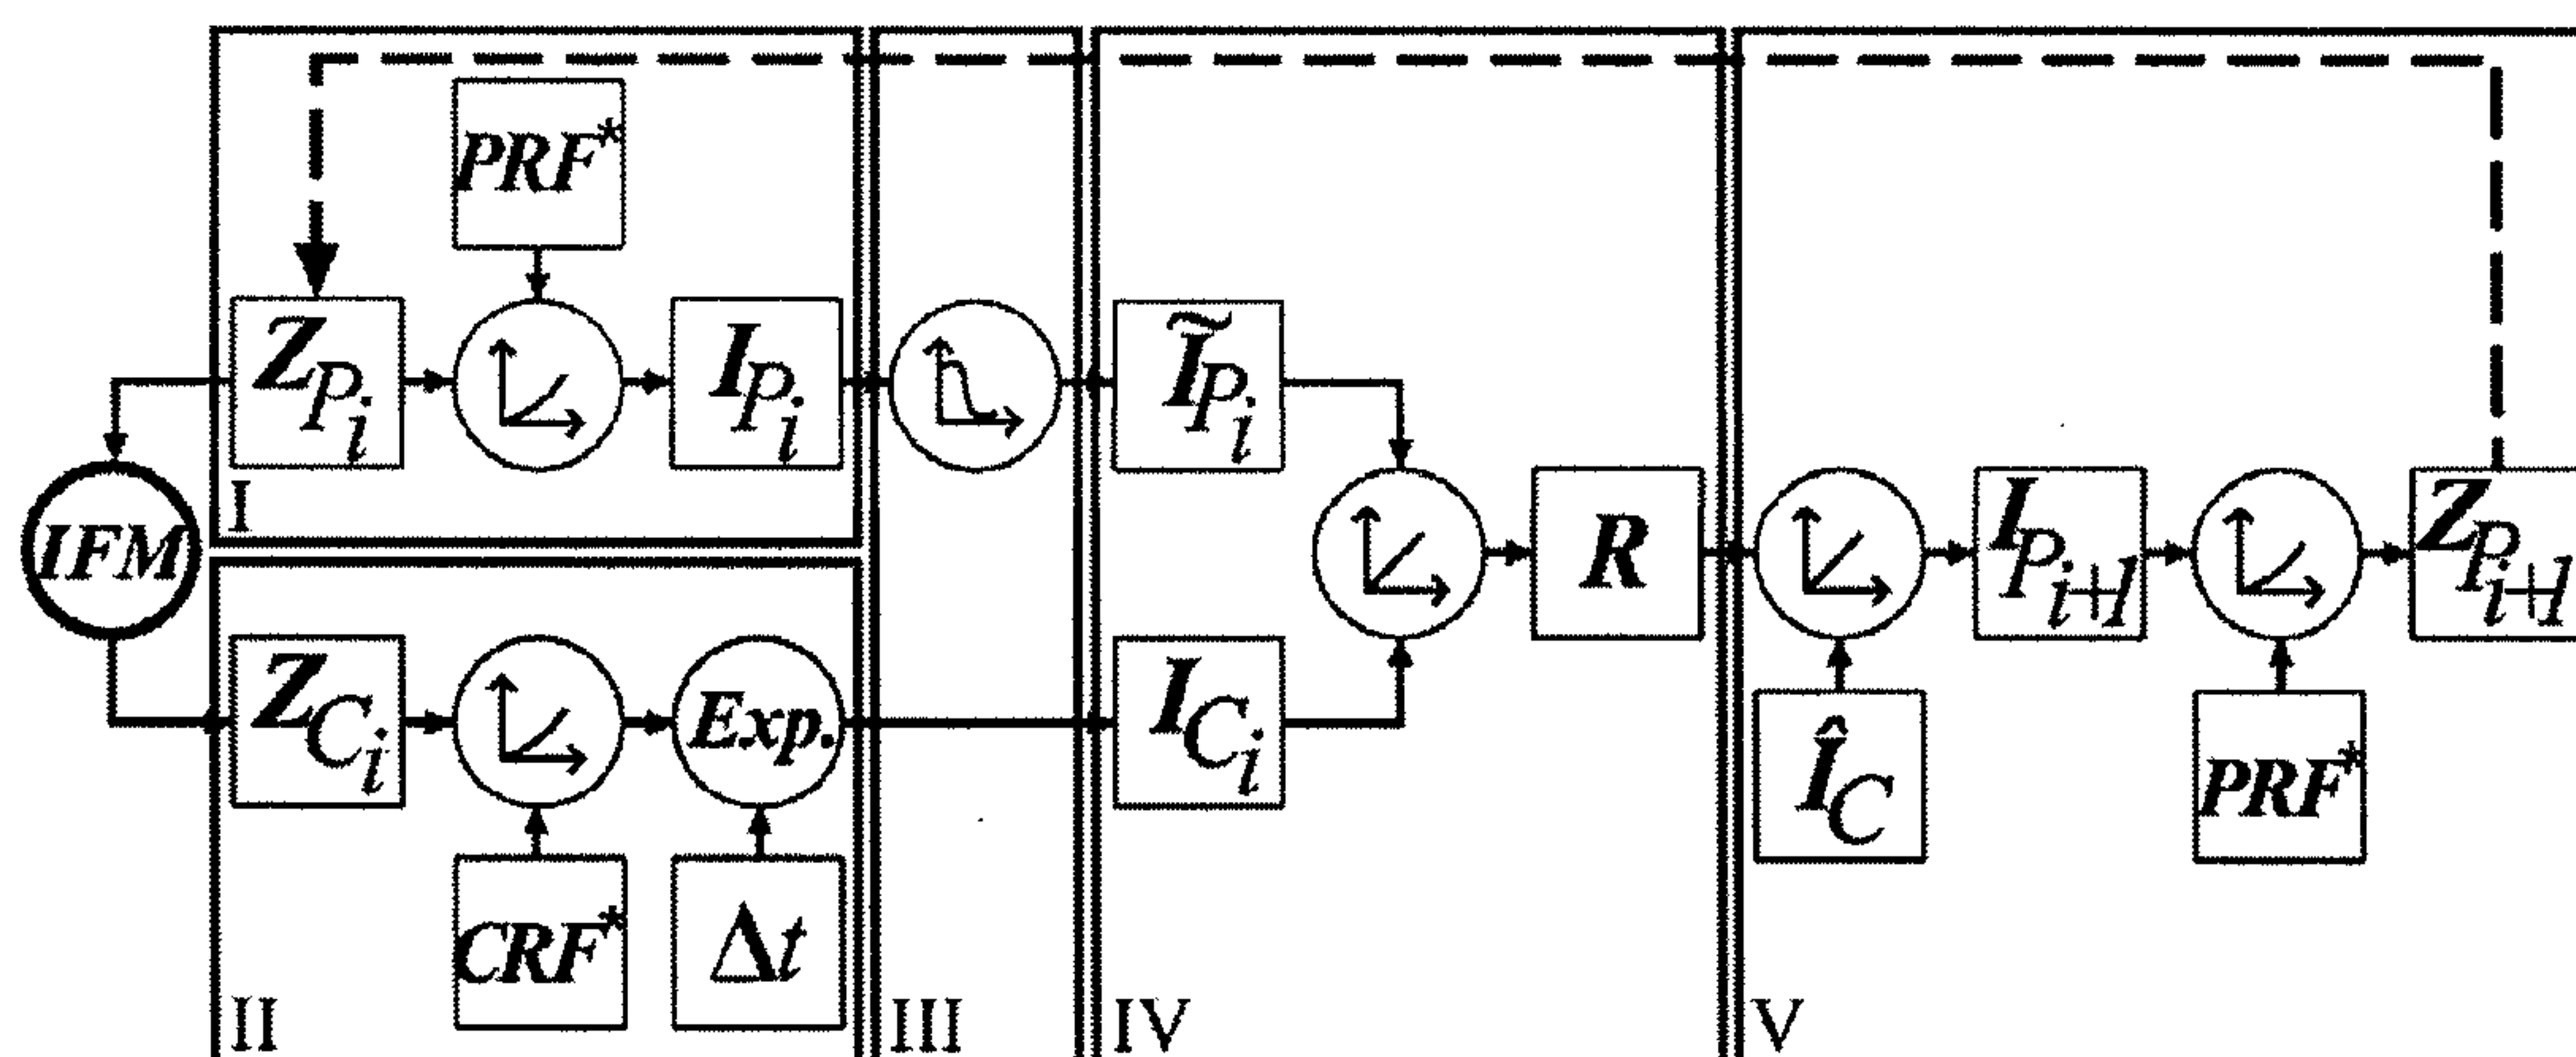 PRF*
Z_{P_i}
I_{P_i}
I
IFM
Z_{C_i}
Exp.
CRF*
Δt
II
III
Ĩ_{P_i}
I_{C_i}
R
IV
Î_C
I_{P_{i+1}}
PRF*
Z_{P_{i+1}}
V